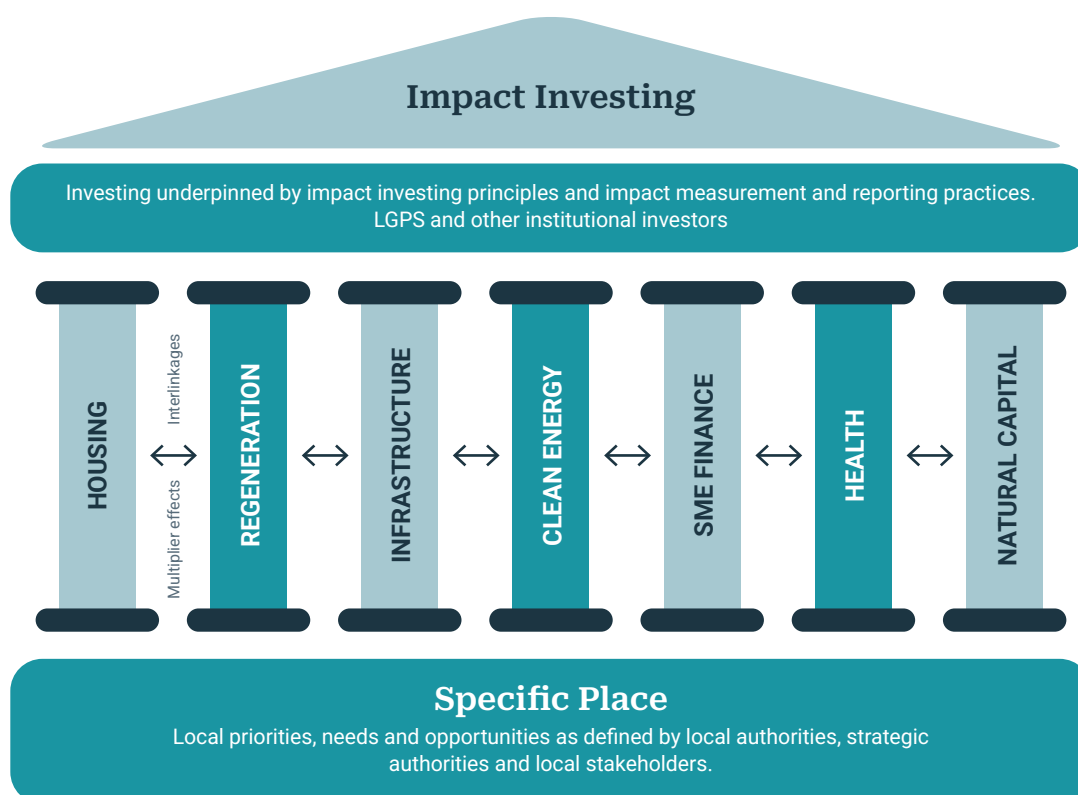 Impact Investing
Investing underpinned by impact investing principles and impact measurement and reporting practices.
LGPS and other institutional investors
HOUSING
Interlinkages
Multiplier effects
REGENERATION
INFRASTRUCTURE
CLEAN ENERGY
SME FINANCE
HEALTH
NATURAL CAPITAL
Specific Place
Local priorities, needs and opportunities as defined by local authorities, strategic
authorities and local stakeholders.